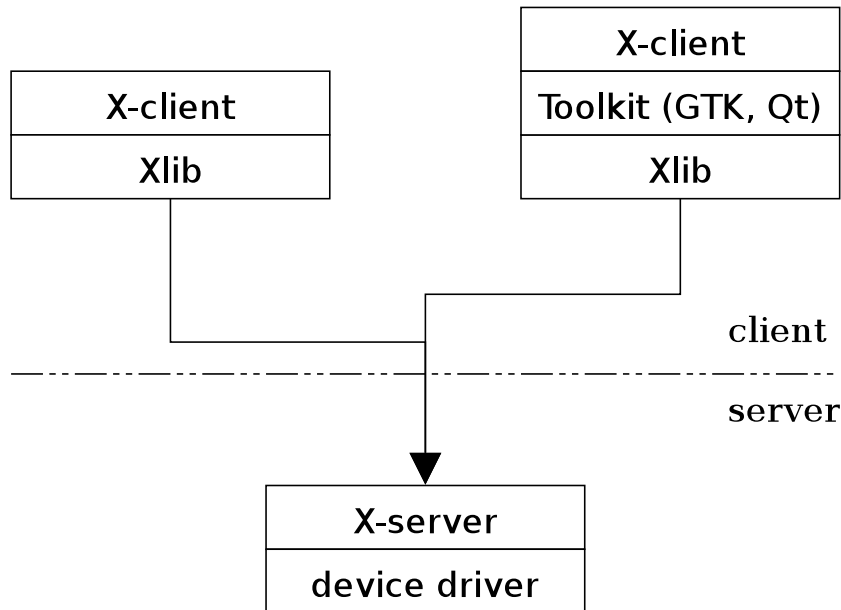 X-client
Xlib
X-client
Toolkit (GTK, Qt)
Xlib
client
server
X-server
device driver